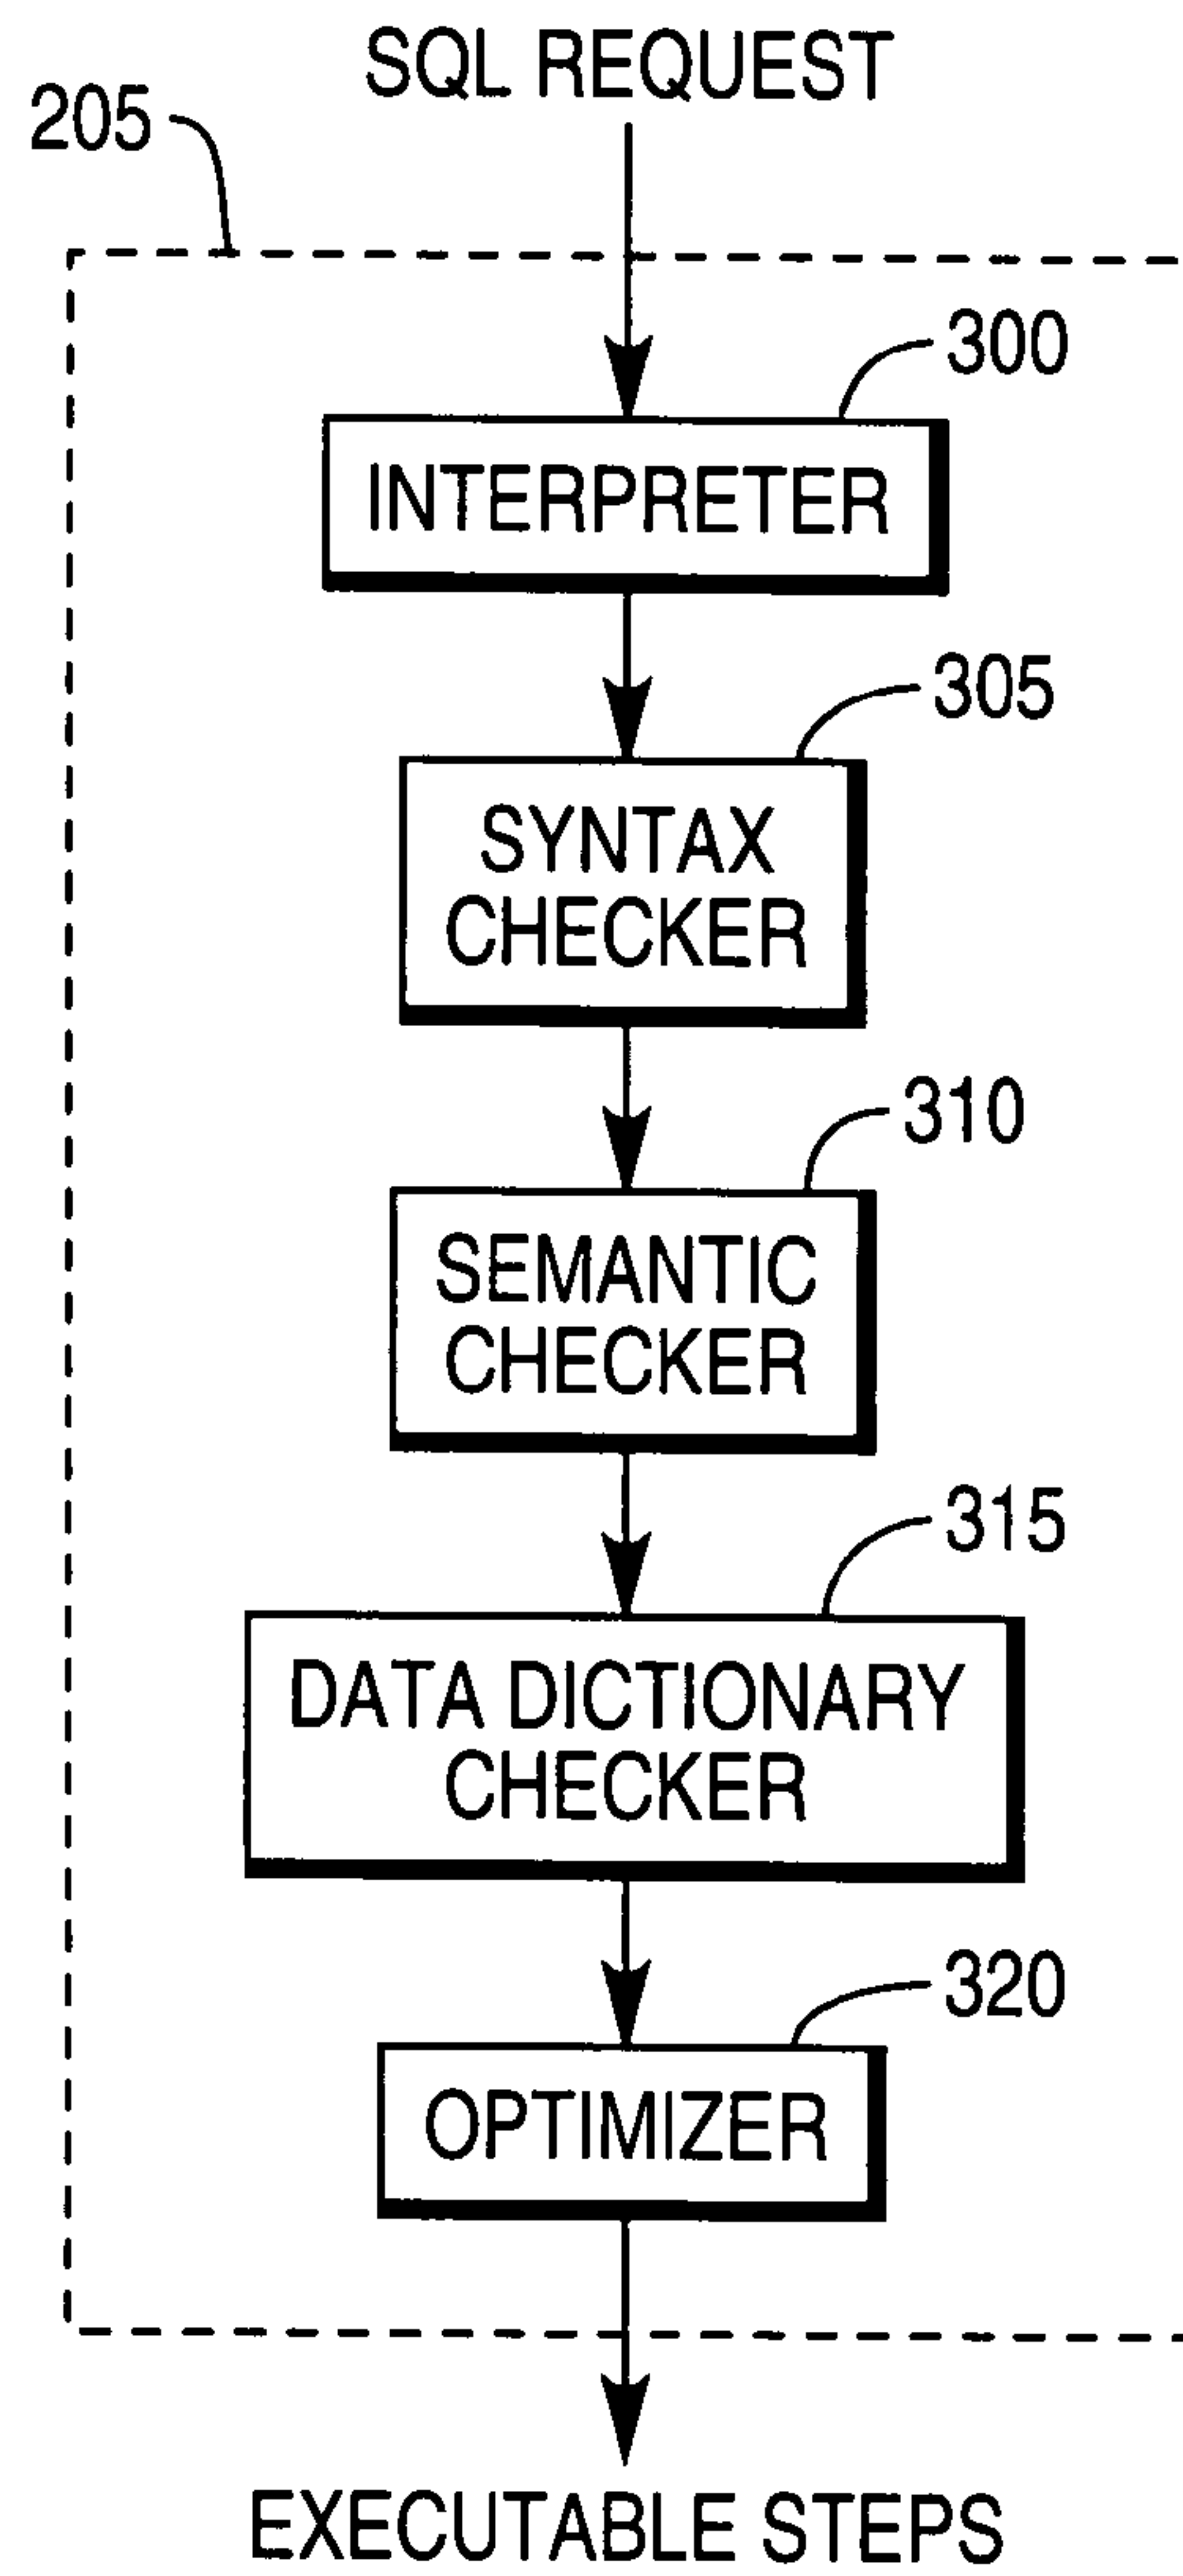 SQL REQUEST
205
300
INTERPRETER
305
SYNTAX
CHECKER
310
SEMANTIC
CHECKER
315
DATA DICTIONARY
CHECKER
320
OPTIMIZER
EXECUTABLE STEPS